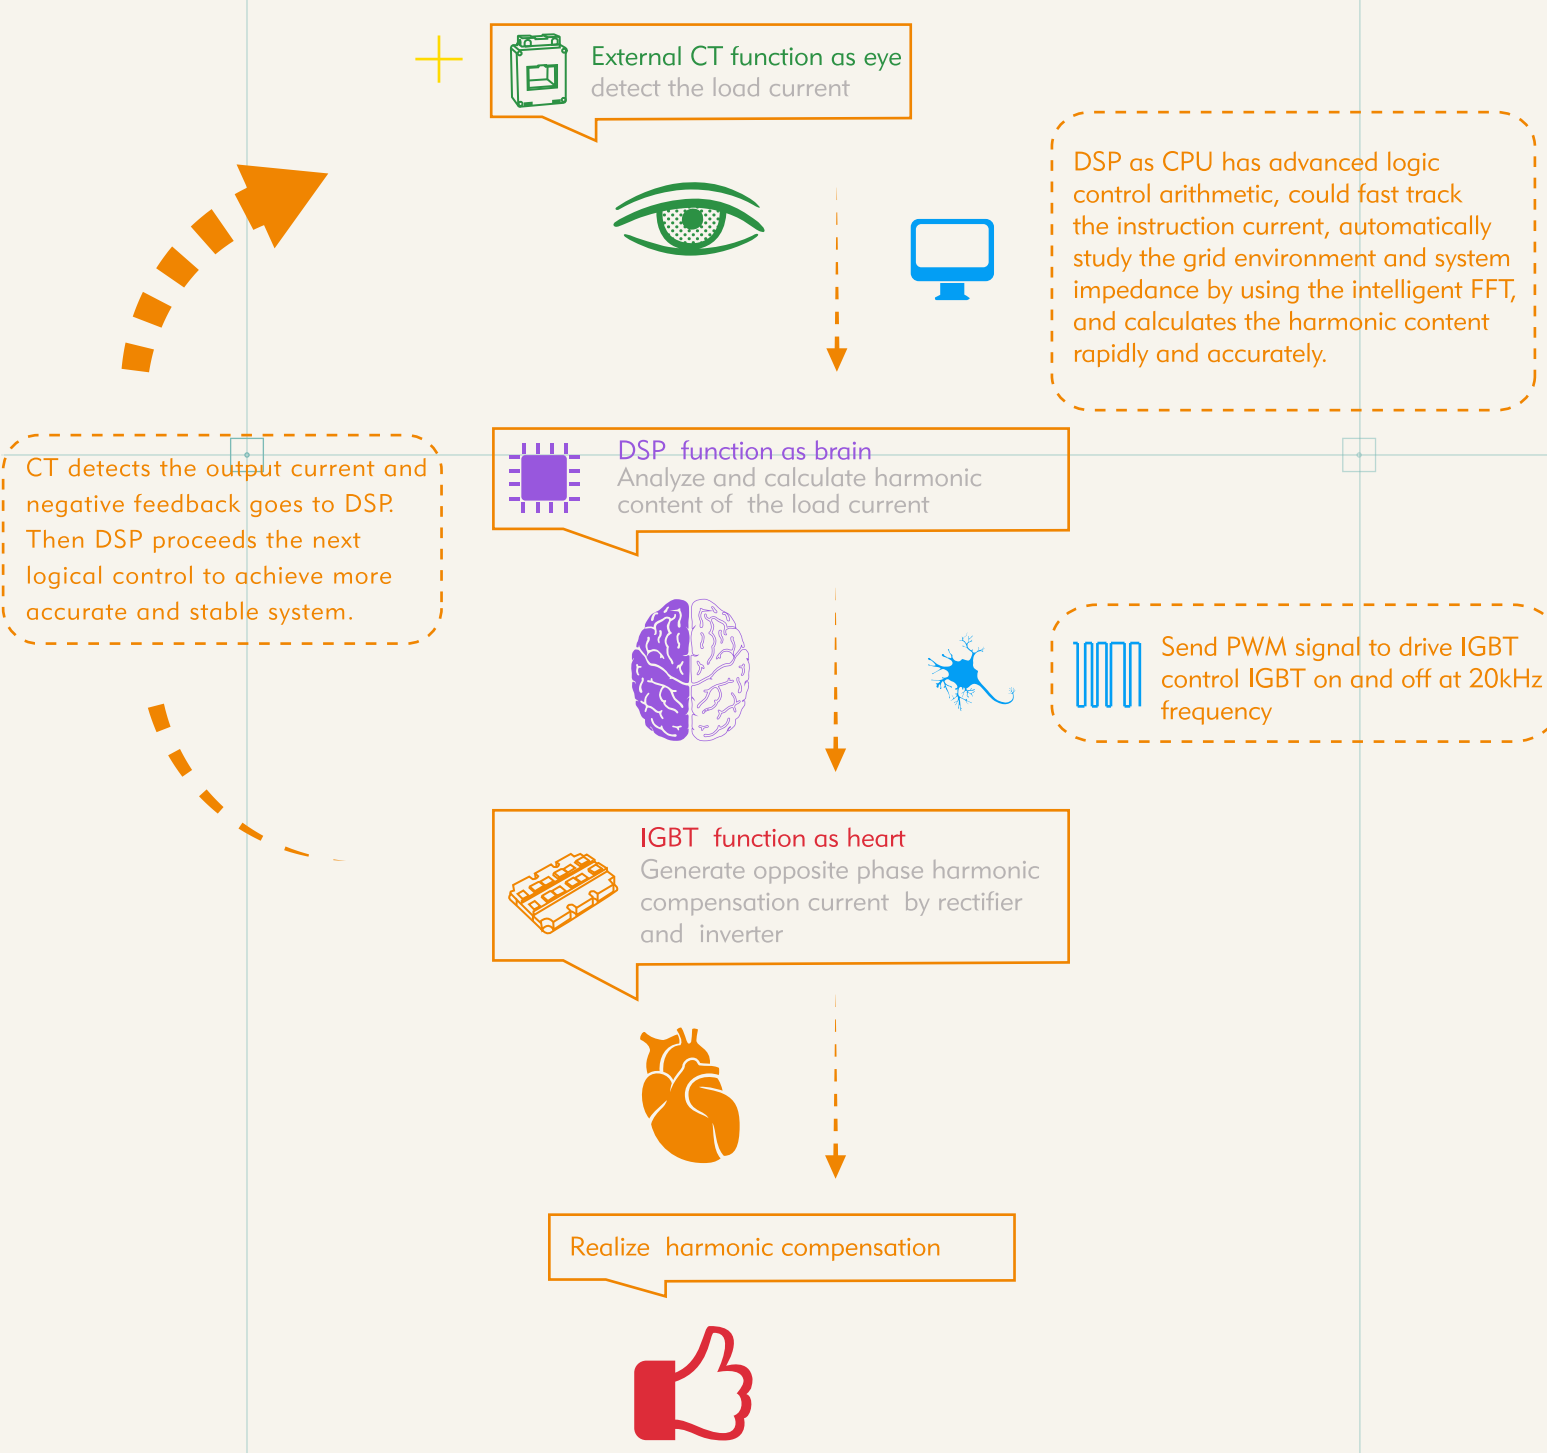 External CT function as eye
detect the load current
DSP as CPU has advanced logic
control arithmetic, could fast track
the instruction current, automatically
study the grid environment and system
impedance by using the intelligent FFT,
and calculates the harmonic content
rapidly and accurately.
CT detects the output current and
negative feedback goes to DSP.
Then DSP proceeds the next
logical control to achieve more
accurate and stable system.
DSP function as brain
Analyze and calculate harmonic
content of the load current
Send PWM signal to drive IGBT
control IGBT on and off at 20kHz
frequency
IGBT function as heart
Generate opposite phase harmonic
compensation current by rectifier
and inverter
Realize harmonic compensation